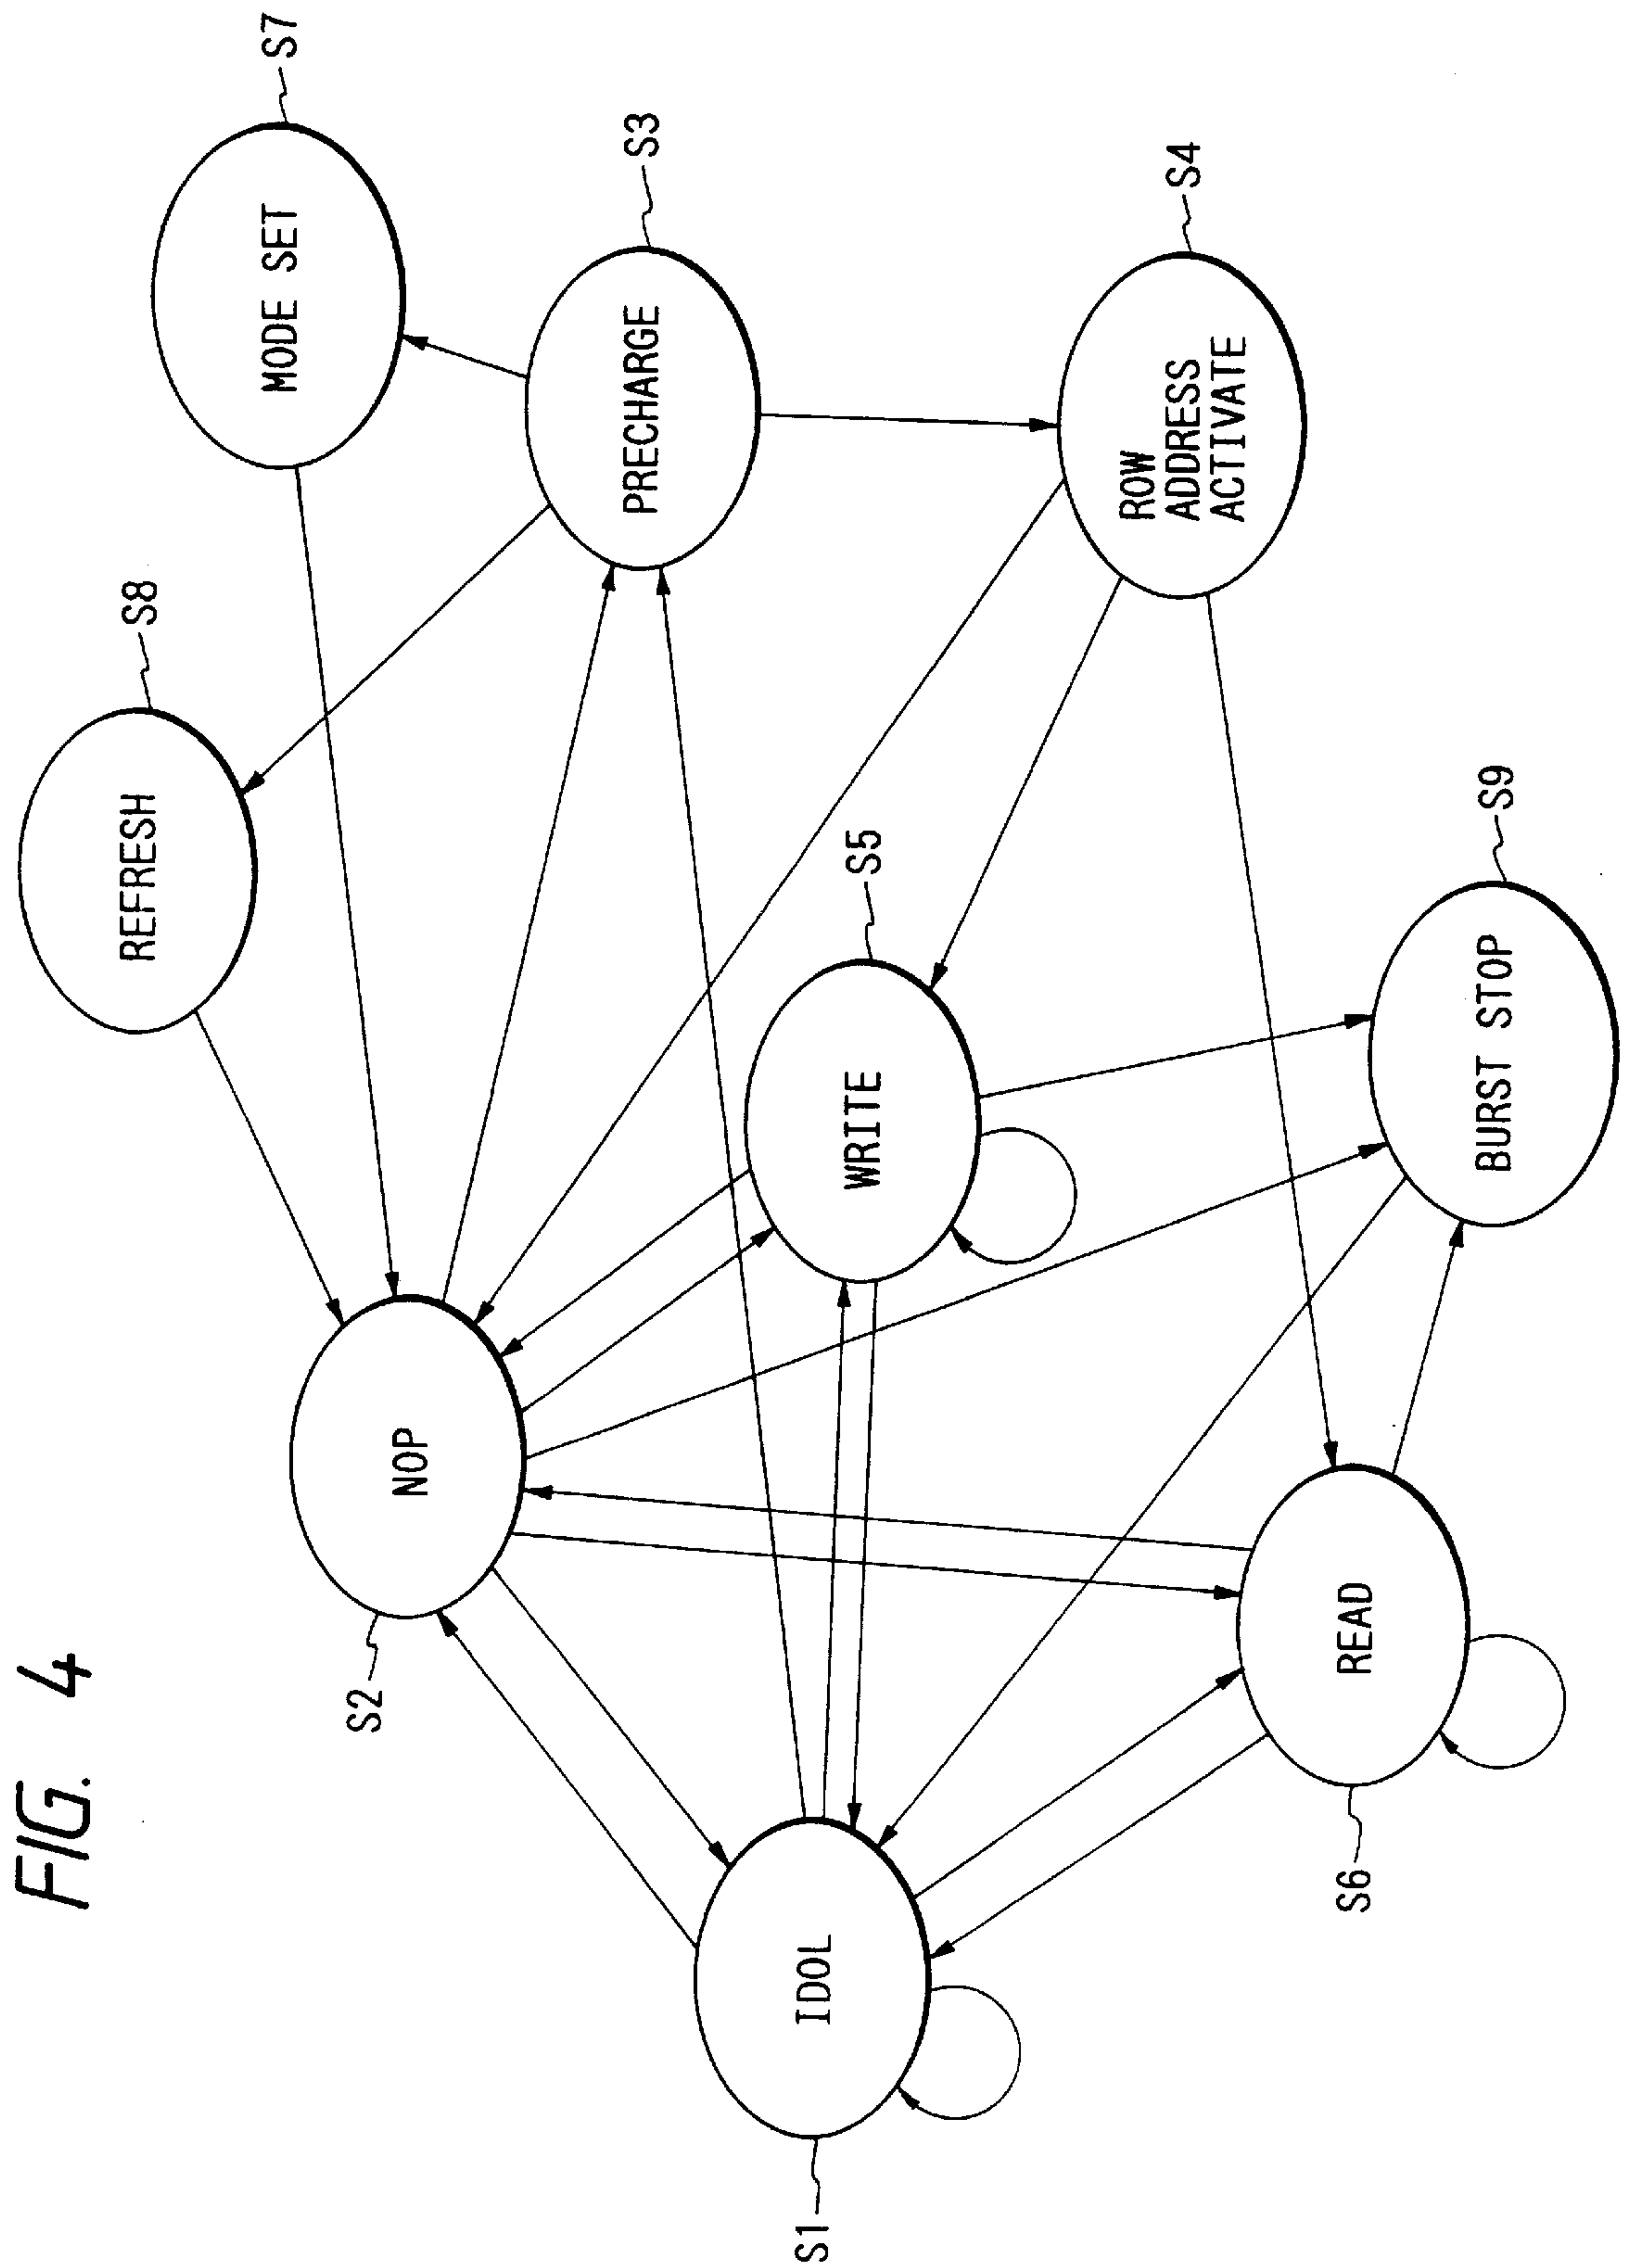 FIG. 4
REFRESH
S8
MODE SET
S7
S2
NOP
PRECHARGE
S3
S1
IDOL
WRITE
S5
ROW
ADDRESS
ACTIVATE
S4
S6
READ
BURST STOP
S9